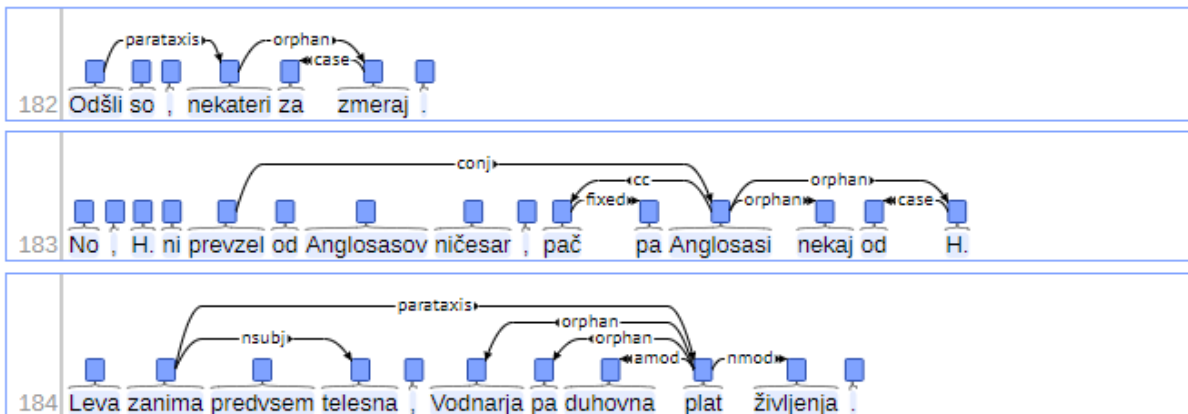 parataxis orphan
case
182 Odšli so , nekateri za zmeraj .
conj
cc orphan
fixed orphan case
183 No , H. ni prevzel od Anglosasov ničesar , pač pa Anglosasi nekaj od H.
parataxis
orphan
nsubj orphan
amod nmod
184 Leva zanima predvsem telesna , Vodnarja pa duhovna plat življenja .